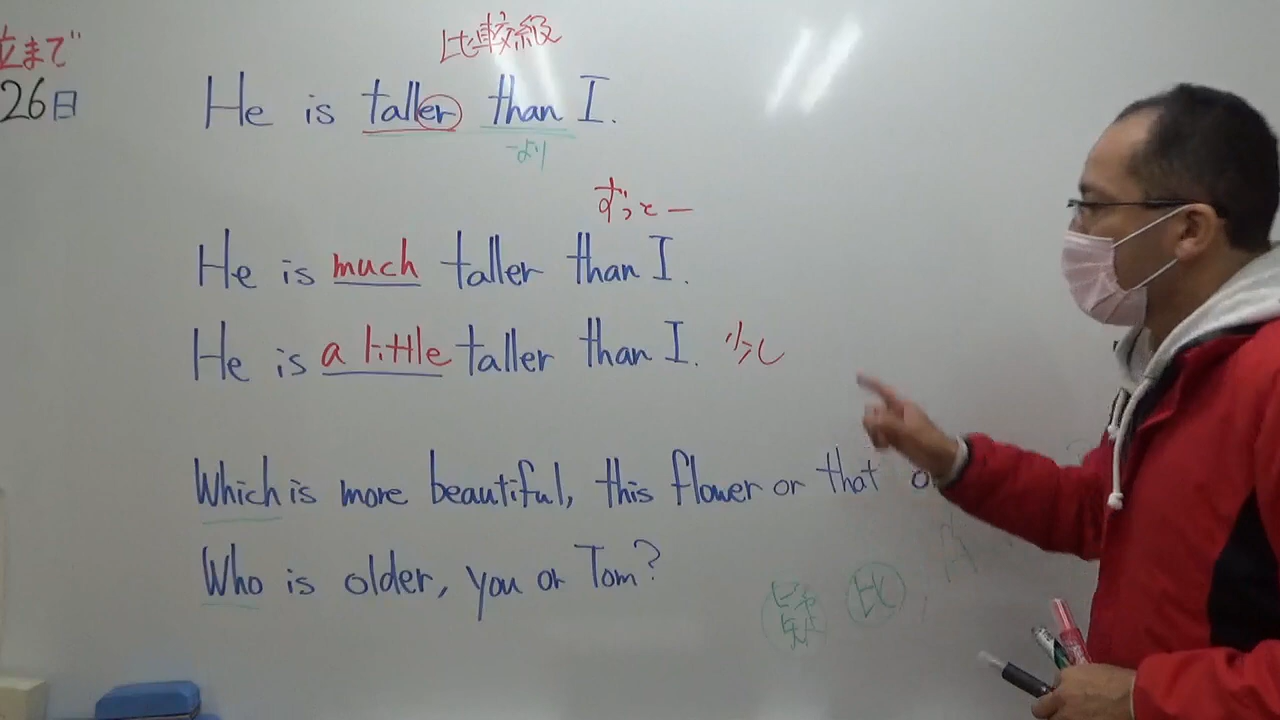 立まで
26日
比較級
He is taller than I.
~より
ずっと―
He is much taller than I.
He is a little taller than I. 少し
Which is more beautiful, this flower or that
Who is older, you or Tom?